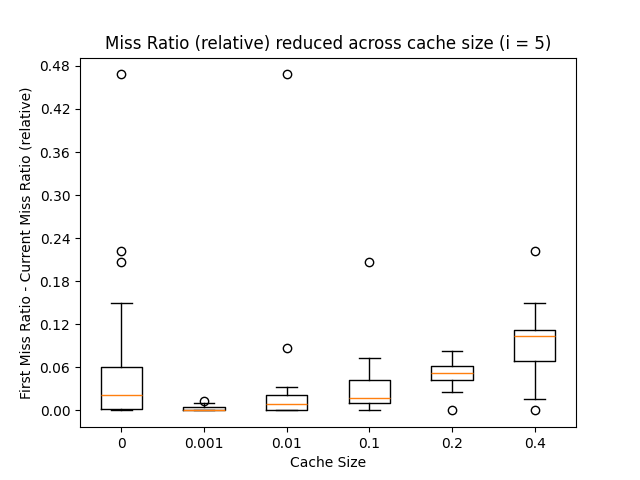 Miss Ratio (relative) reduced across cache size (i = 5)
First Miss Ratio - Current Miss Ratio (relative)
0.48
0.42
0.36
0.30
0.24
0.18
0.12
0.06
0.00
0 0.001 0.01 0.1 0.2 0.4
Cache Size